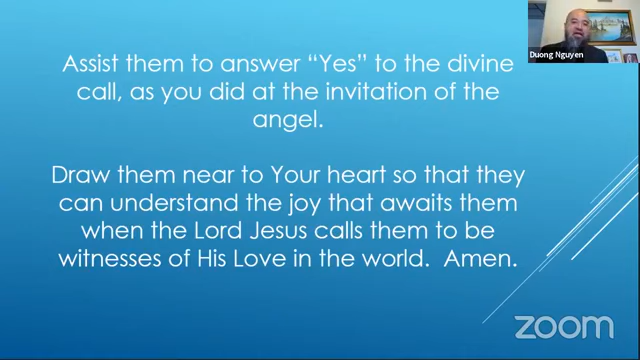 Assist them to answer “Yes” to the divine
call, as you did at the invitation of the
angel.
Draw them near to Your heart so that they
can understand the joy that awaits them
when the Lord Jesus calls them to be
witnesses of His Love in the world.  Amen.
Duong Nguyen
zoom